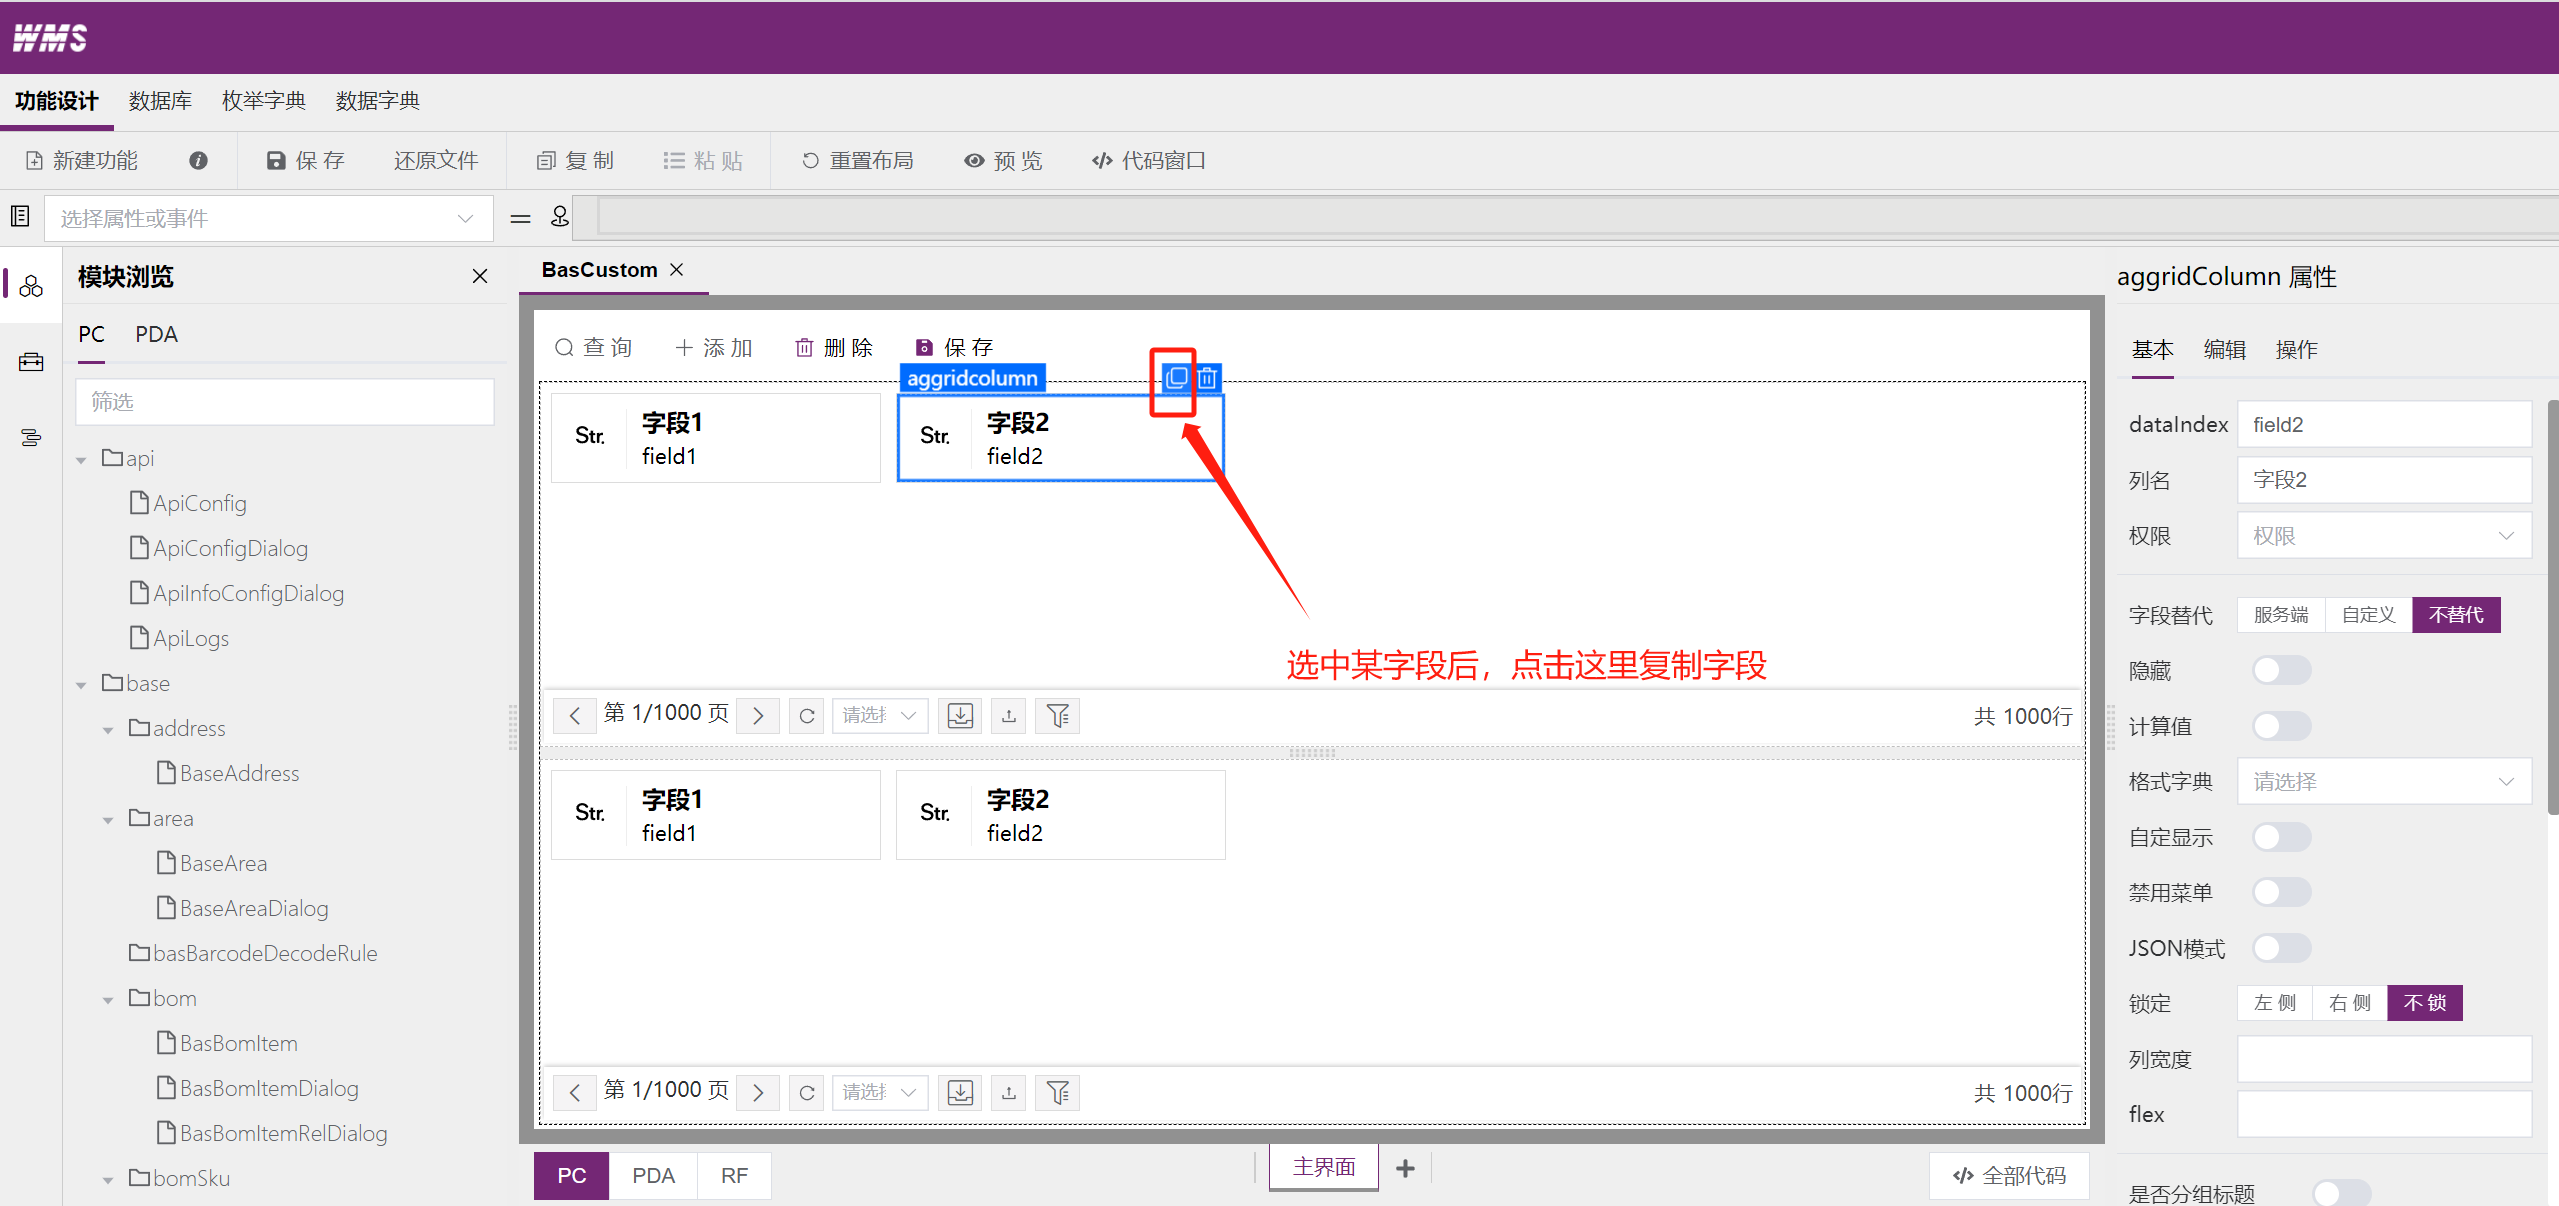 WMS
功能设计 数据库 枚举字典 数据字典
新建功能 保 存 还原文件 复 制 粘 贴 重置布局 预 览 代码窗口
选择属性或事件 =
模块浏览
PC PDA
筛选
api
ApiConfig
ApiConfigDialog
ApiInfoConfigDialog
ApiLogs
base
address
BaseAddress
area
BaseArea
BaseAreaDialog
basBarcodeDecodeRule
bom
BasBomItem
BasBomItemDialog
BasBomItemRelDialog
bomSku
BasCustom
查 询 添 加 删 除 保 存
aggridcolumn
Str. 字段1
field1
Str. 字段2
field2
选中某字段后，点击这里复制字段
第 1/1000 页 请选择 共 1000行
Str. 字段1
field1
Str. 字段2
field2
第 1/1000 页 请选择 共 1000行
PC PDA RF 主界面 + </> 全部代码
aggridColumn 属性
基本 编辑 操作
dataIndex field2
列名 字段2
权限 权限
字段替代 服务端 自定义 不替代
隐藏
计算值
格式字典 请选择
自定显示
禁用菜单
JSON模式
锁定 左 侧 右 侧 不 锁
列宽度
flex
是否分组标题